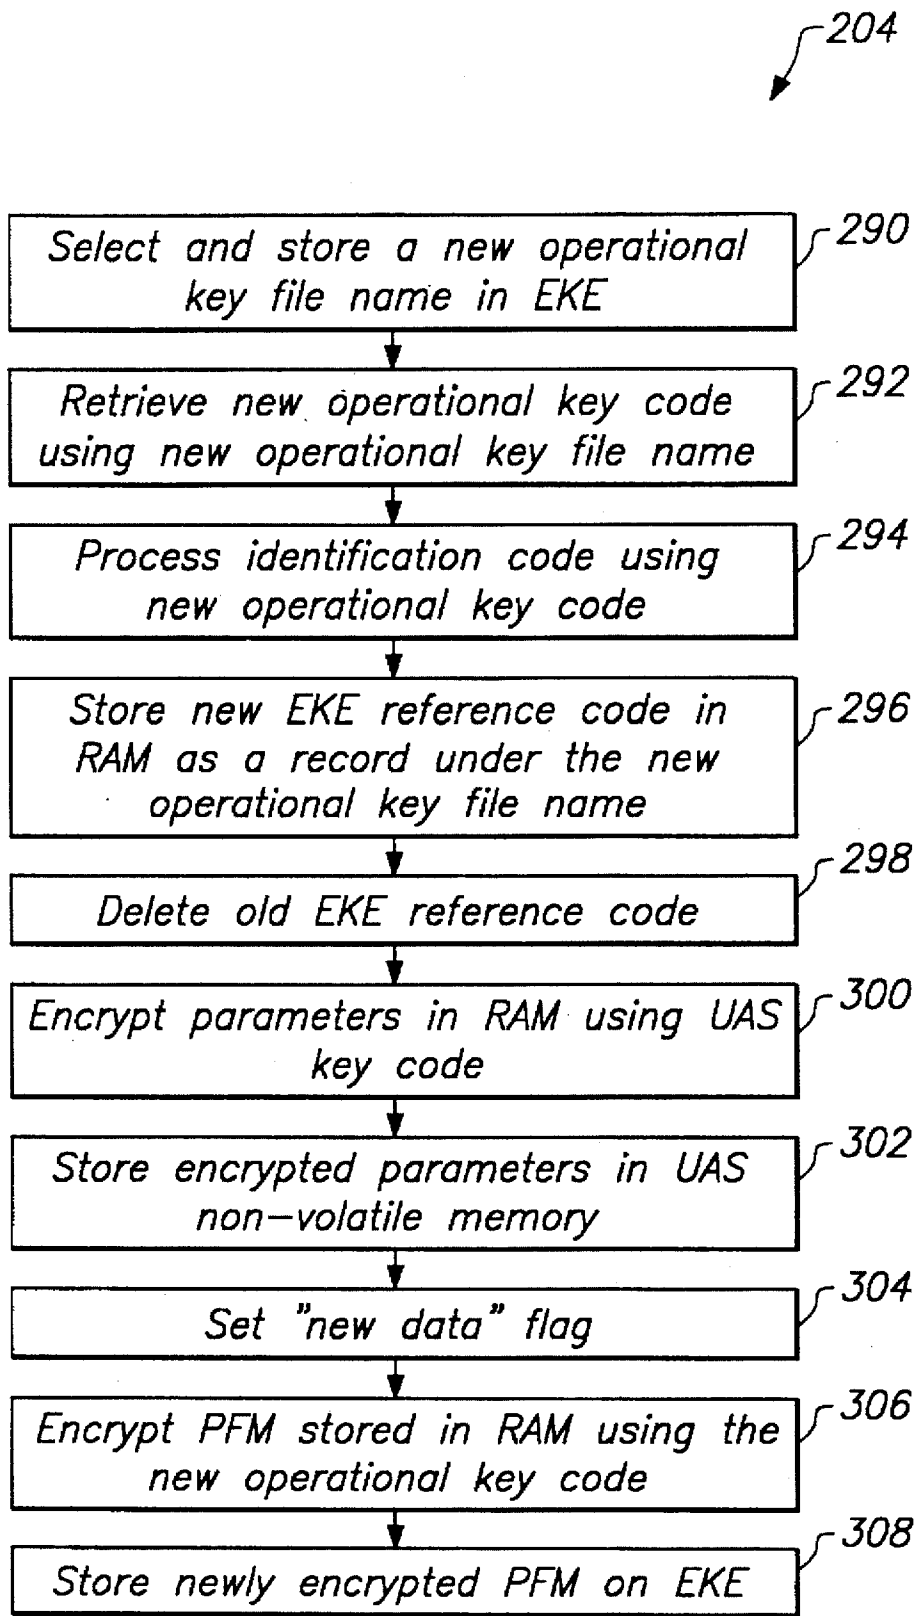 204
Select and store a new operational
key file name in EKE
290
Retrieve new operational key code
using new operational key file name
292
Process identification code using
new operational key code
294
Store new EKE reference code in
RAM as a record under the new
operational key file name
296
Delete old EKE reference code
298
Encrypt parameters in RAM using UAS
key code
300
Store encrypted parameters in UAS
non-volatile memory
302
Set "new data" flag
304
Encrypt PFM stored in RAM using the
new operational key code
306
Store newly encrypted PFM on EKE
308